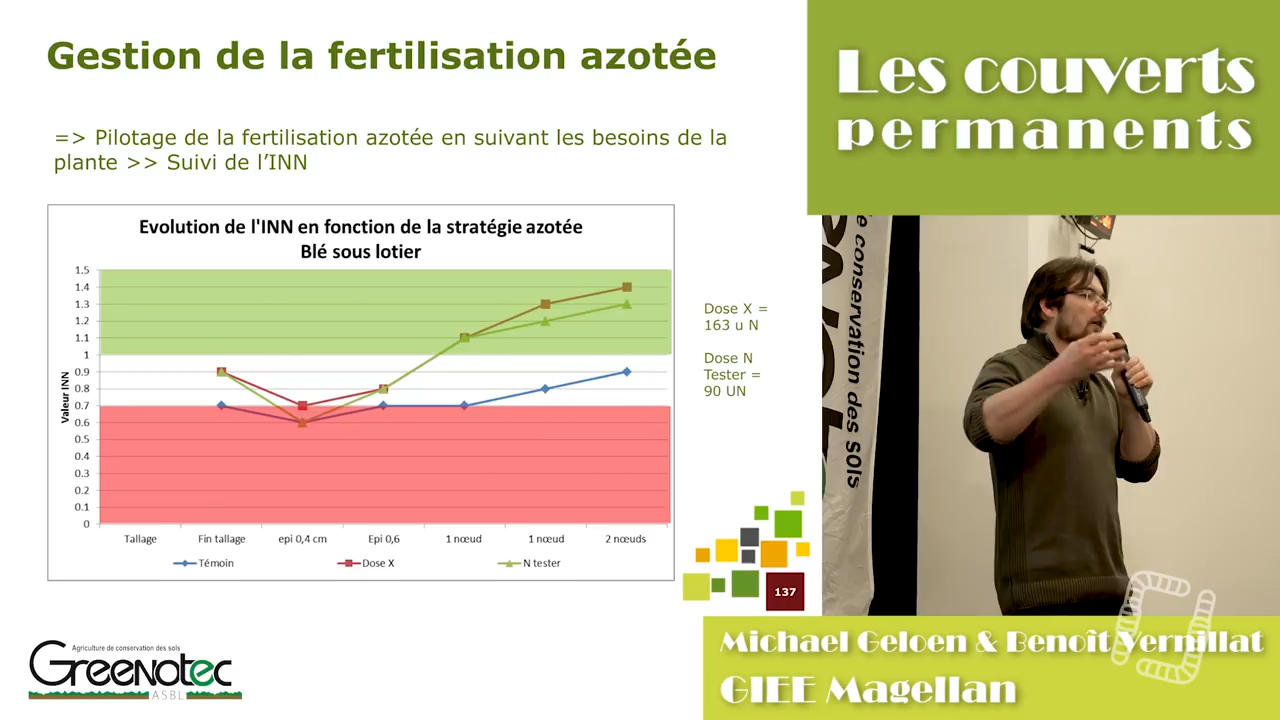 Gestion de la fertilisation azotée
=> Pilotage de la fertilisation azotée en suivant les besoins de la
plante >> Suivi de l’INN
Evolution de l'INN en fonction de la stratégie azotée
Blé sous lotier
Valeur INN
1.5
1.4
1.3
1.2
1.1
1
0.9
0.8
0.7
0.6
0.5
0.4
0.3
0.2
0.1
0
Tallage
Fin tallage
epi 0,4 cm
Epi 0,6
1 nœud
1 nœud
2 nœuds
Témoin
Dose X
N tester
Dose X =
163 u N
Dose N
Tester =
90 UN
137
Agriculture de conservation des sols
Greenotec
ASBL
Les couverts
permanents
e conservation des sols
Michael Geloen & Benoît Vernillat
GIEE Magellan